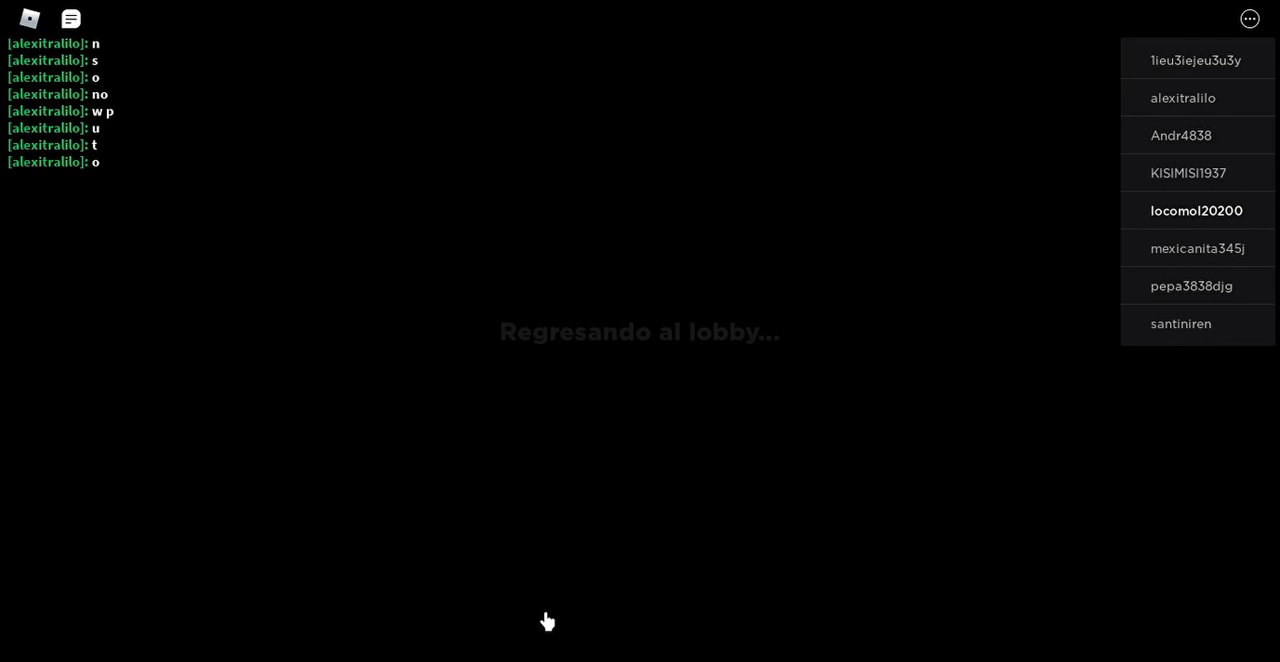 [alexitralilo]: n
[alexitralilo]: s
[alexitralilo]: o
[alexitralilo]: no
[alexitralilo]: w p
[alexitralilo]: u
[alexitralilo]: t
[alexitralilo]: o
1ieu3iejeu3u3y
alexitralilo
Andr4838
KISIMISI1937
locomol20200
mexicanita345j
pepa3838djg
santiniren
Regresando al lobby...